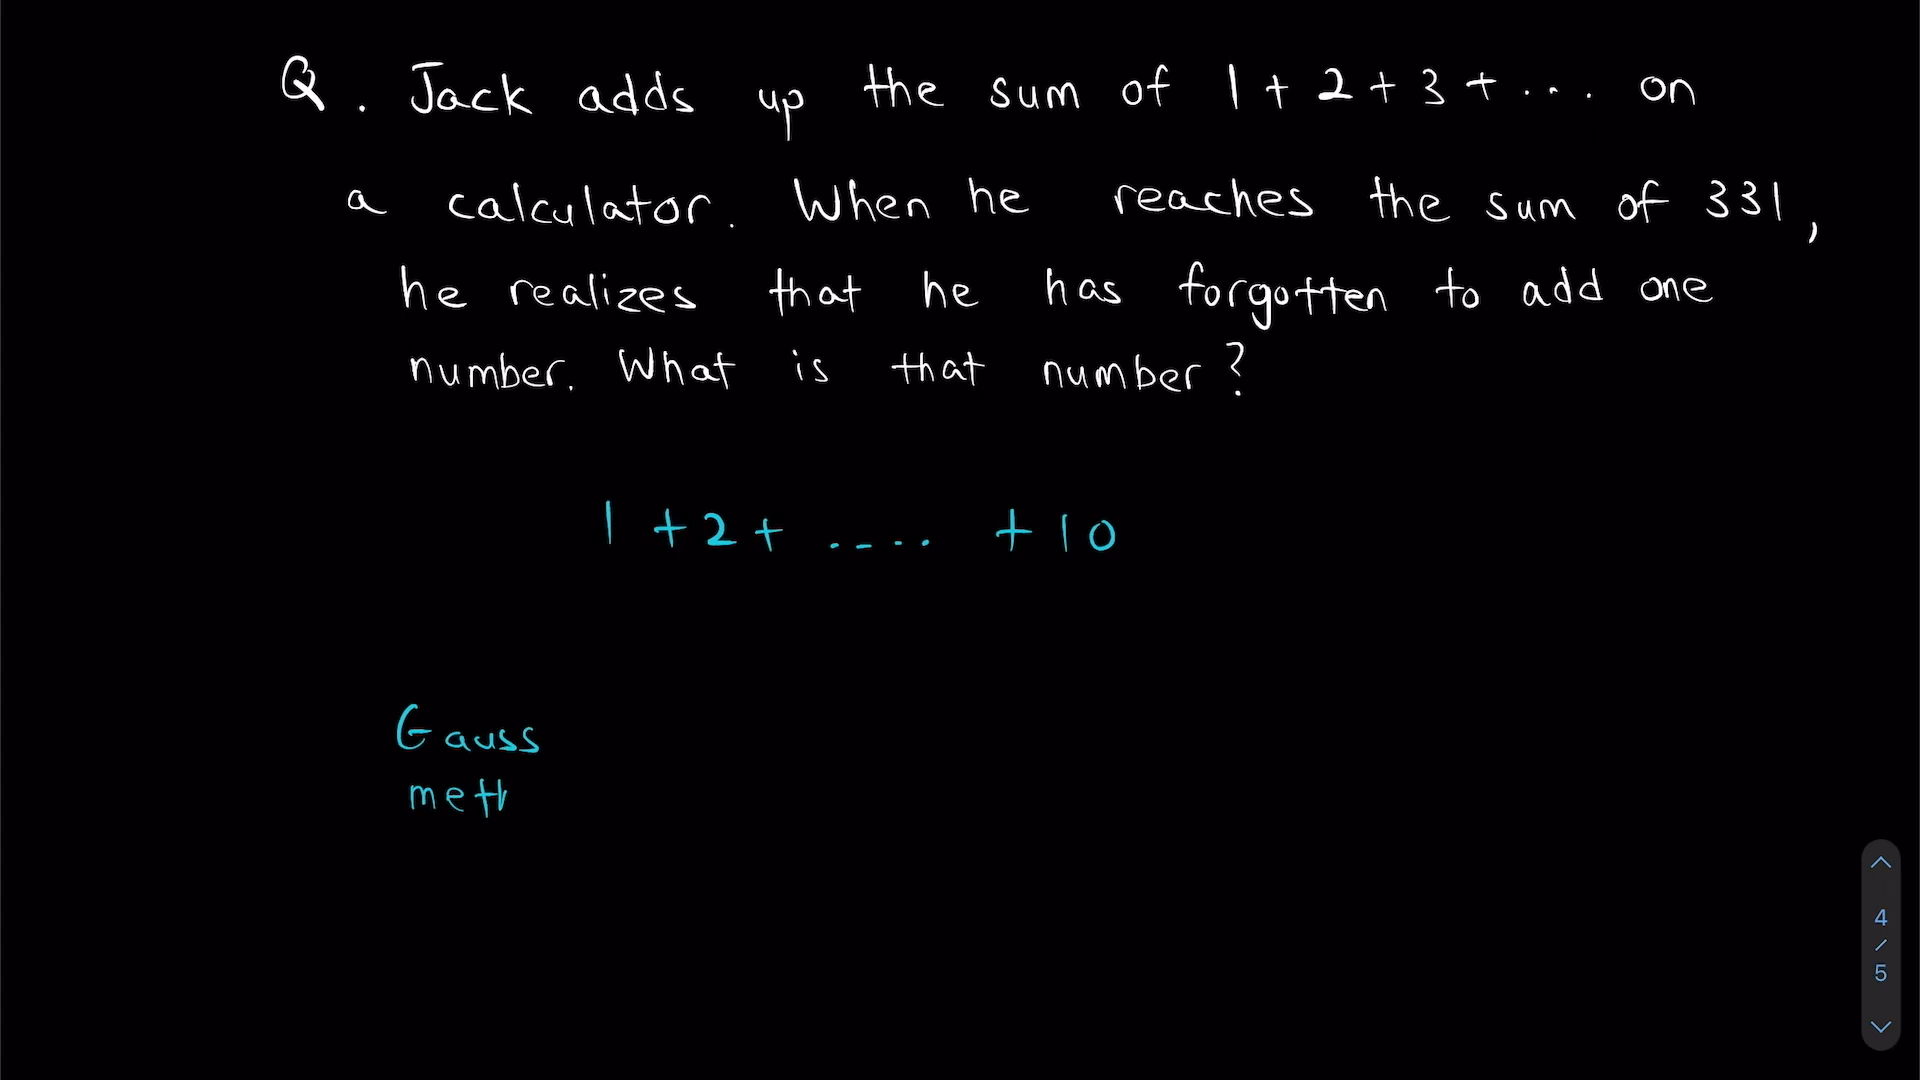 Q. Jack adds up the sum of 1 + 2 + 3 + ... on
a calculator. When he reaches the sum of 331,
he realizes that he has forgotten to add one
number. What is that number?
1 + 2 + .... + 10
Gauss
meth
4
/
5